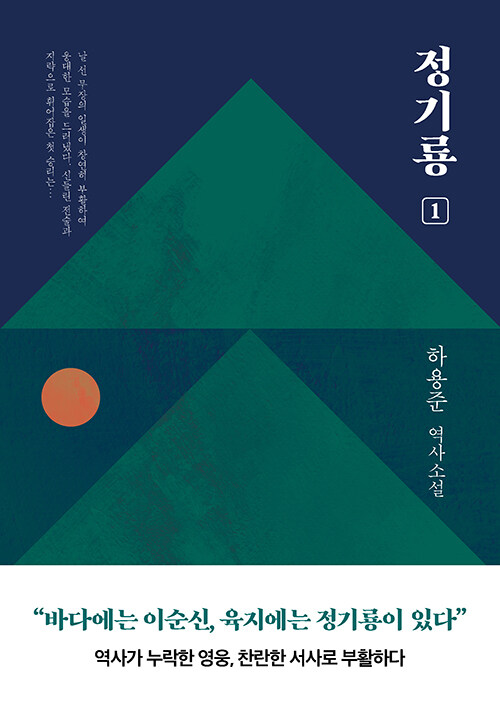 정기룡
1
날 선 무장의 일생이 창연히 부활하여
웅대한 모습을 드러냈다. 신들린 전술과
지략으로 휘어잡은 첫 승리는…
하용준 역사소설
“바다에는 이순신, 육지에는 정기룡이 있다”
역사가 누락한 영웅, 찬란한 서사로 부활하다